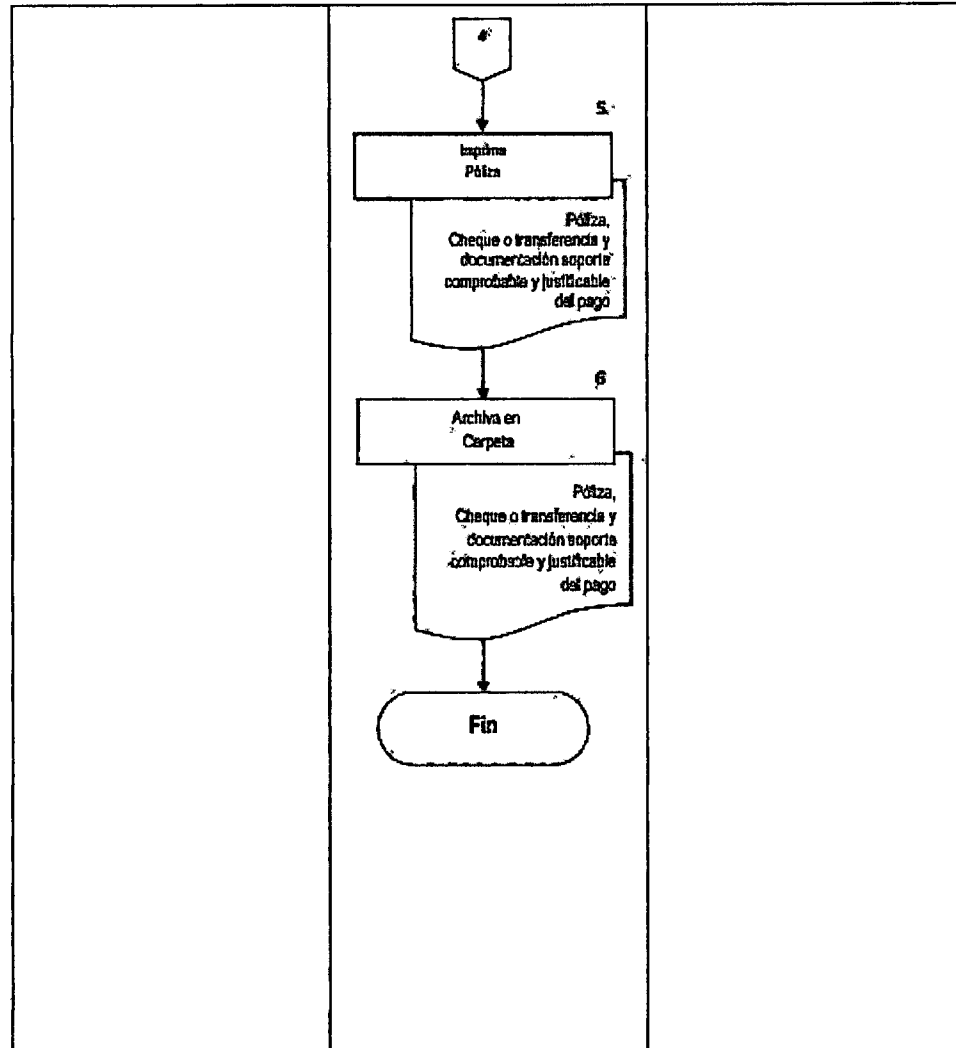 4
5.
Imprime
Póliza
Póliza,
Cheque o transferencia y
documentación soporte
comprobable y justificable
del pago
6
Archiva en
Carpeta
Póliza,
Cheque o transferencia y
documentación soporte
comprobable y justificable
del pago
Fin